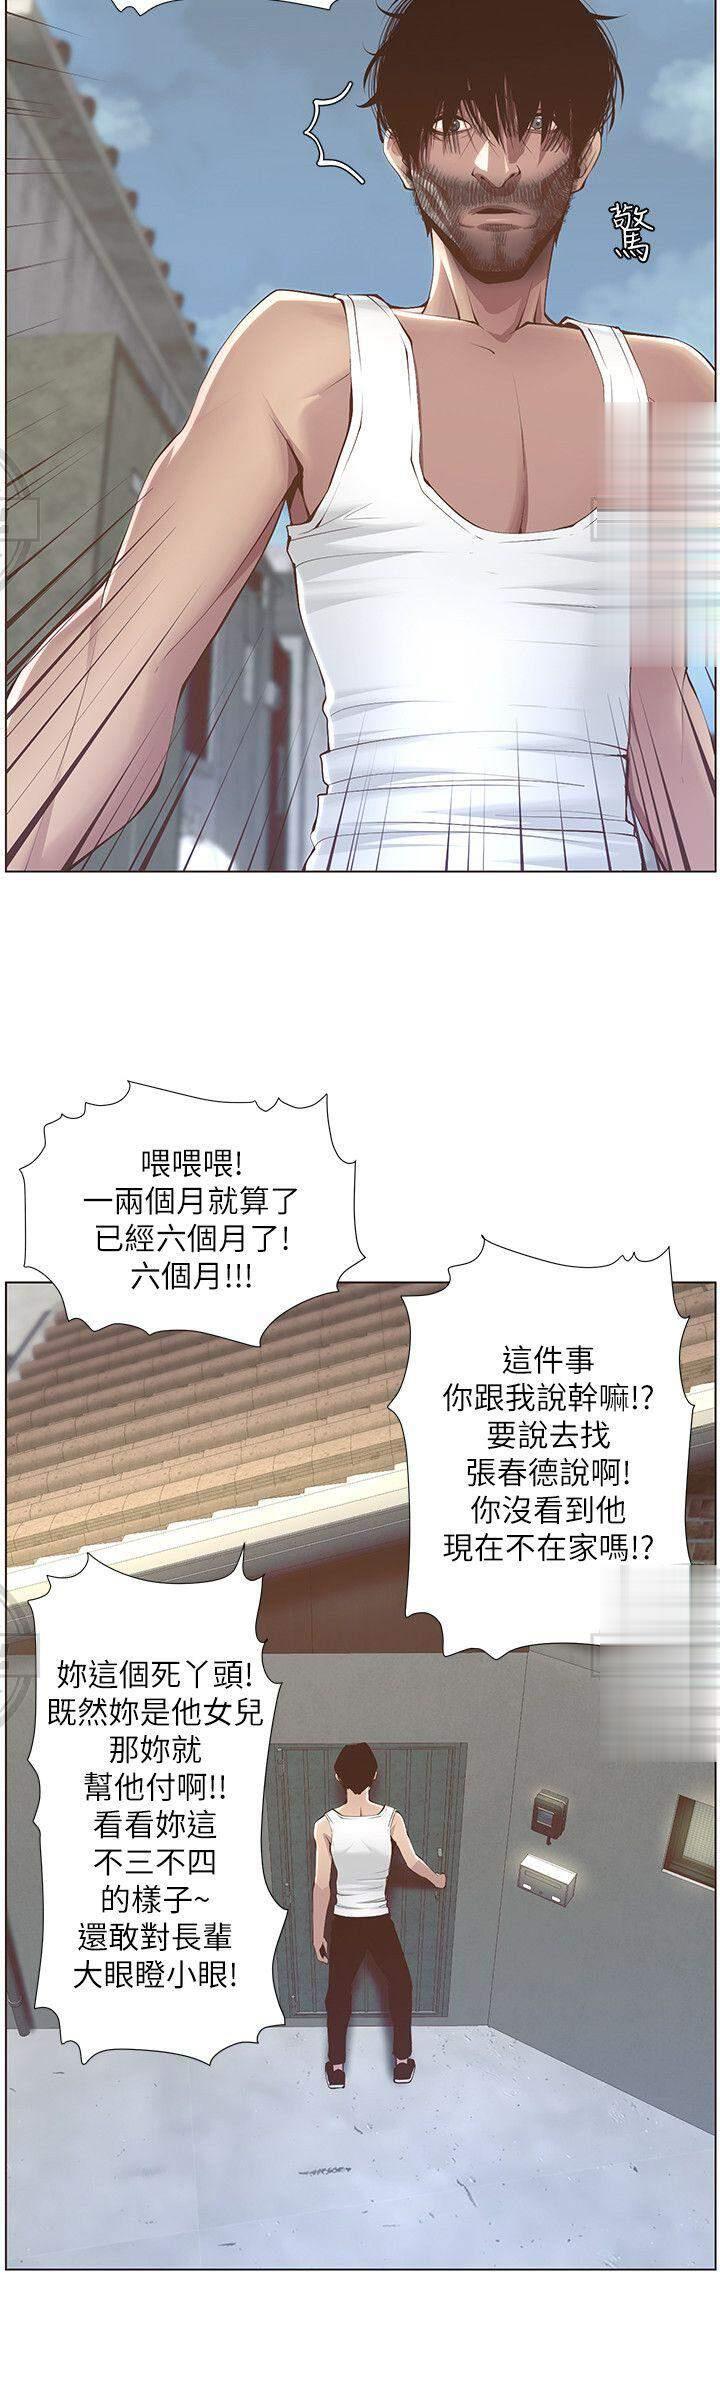 驚
喂喂喂!
一兩個月就算了
已經六個月了!
六個月!!!
這件事
你跟我說幹嘛!?
要說去找
張春德說啊!
你沒看到他
現在不在家嗎!?
妳這個死丫頭!
既然妳是他女兒
那妳就
幫他付啊!!
看看妳這
不三不四
的樣子~
還敢對長輩
大眼瞪小眼!